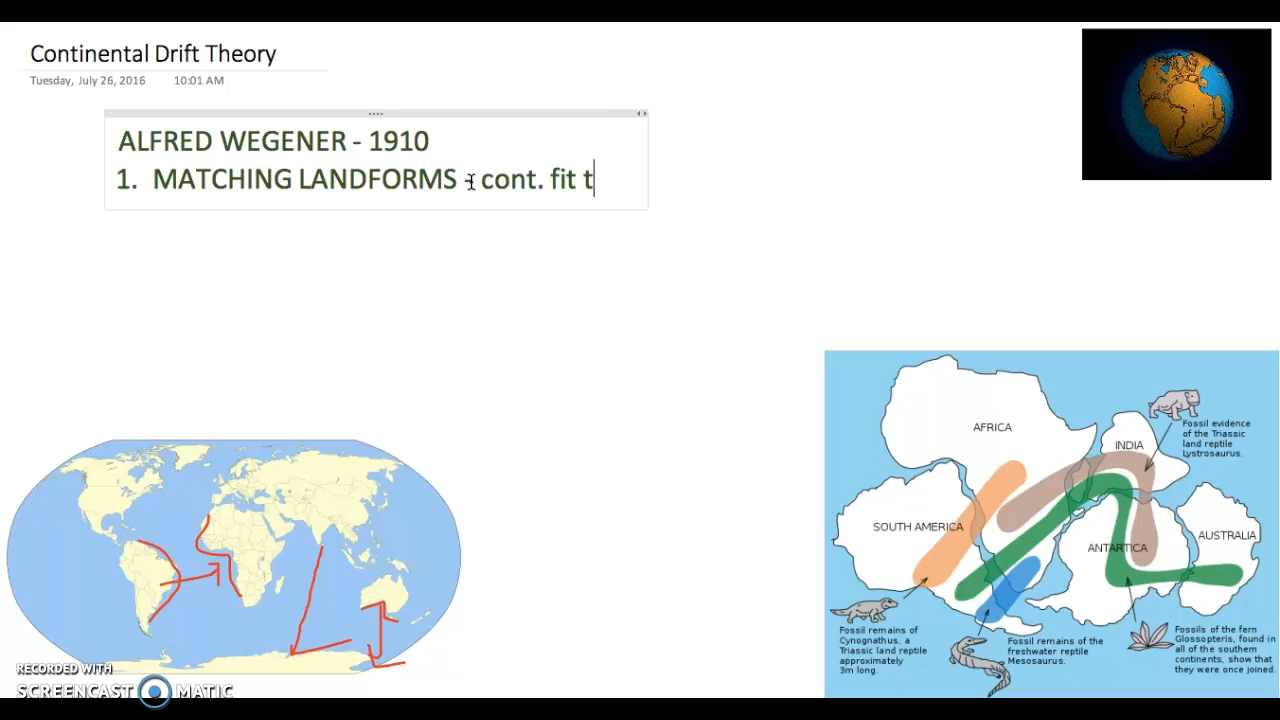 Continental Drift Theory
Tuesday, July 26, 2016 10:01 AM
ALFRED WEGENER - 1910
1. MATCHING LANDFORMS - cont. fit t
AFRICA
INDIA
SOUTH AMERICA
ANTARTICA
AUSTRALIA
Fossil evidence
of the Triassic
land reptile
Lystrosaurus.
Fossil remains of
Cynognathus, a
Triassic land reptile
approximately
3m long.
Fossil remains of the
freshwater reptile
Mesosaurus.
Fossils of the fern
Glossopteris, found in
all of the southern
continents, show that
they were once joined.
RECORDED WITH
SCREENCAST MATIC